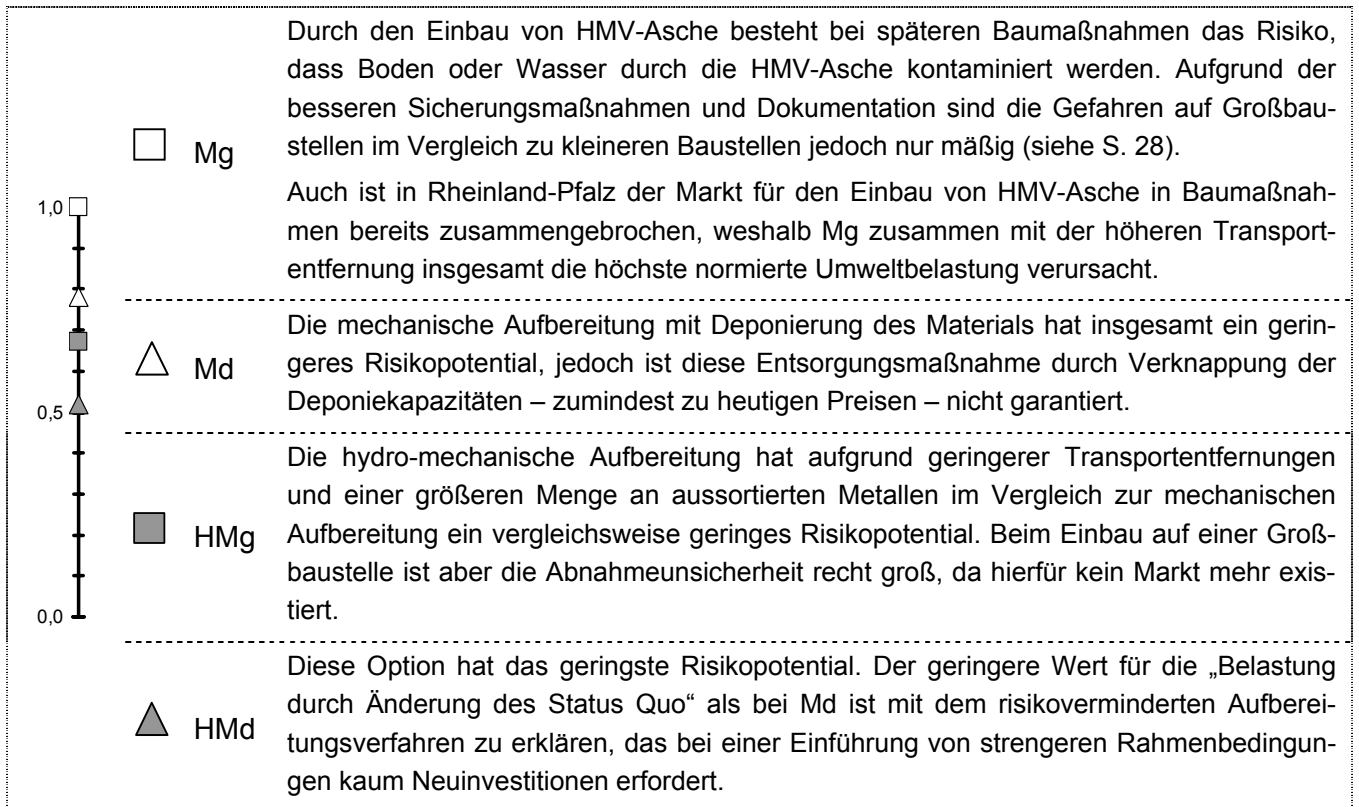 Durch den Einbau von HMV-Asche besteht bei späteren Baumaßnahmen das Risiko,
dass Boden oder Wasser durch die HMV-Asche kontaminiert werden. Aufgrund der
besseren Sicherungsmaßnahmen und Dokumentation sind die Gefahren auf Großbau-
Mg
stellen im Vergleich zu kleineren Baustellen jedoch nur mäßig (siehe S. 28).
1,0
Auch ist in Rheinland-Pfalz der Markt für den Einbau von HMV-Asche in Baumaßnah-
men bereits zusammengebrochen, weshalb Mg zusammen mit der höheren Transport-
entfernung insgesamt die höchste normierte Umweltbelastung verursacht.
Md
Die mechanische Aufbereitung mit Deponierung des Materials hat insgesamt ein gerin-
geres Risikopotential, jedoch ist diese Entsorgungsmaßnahme durch Verknappung der
0,5
Deponiekapazitäten – zumindest zu heutigen Preisen – nicht garantiert.
Die hydro-mechanische Aufbereitung hat aufgrund geringerer Transportentfernungen
und einer größeren Menge an aussortierten Metallen im Vergleich zur mechanischen
HMg
Aufbereitung ein vergleichsweise geringes Risikopotential. Beim Einbau auf einer Groß-
baustelle ist aber die Abnahmeunsicherheit recht groß, da hierfür kein Markt mehr exis-
0,0
tiert.
Diese Option hat das geringste Risikopotential. Der geringere Wert für die „Belastung
HMd
durch Änderung des Status Quo“ als bei Md ist mit dem risikoverminderten Aufberei-
tungsverfahren zu erklären, das bei einer Einführung von strengeren Rahmenbedingun-
gen kaum Neuinvestitionen erfordert.